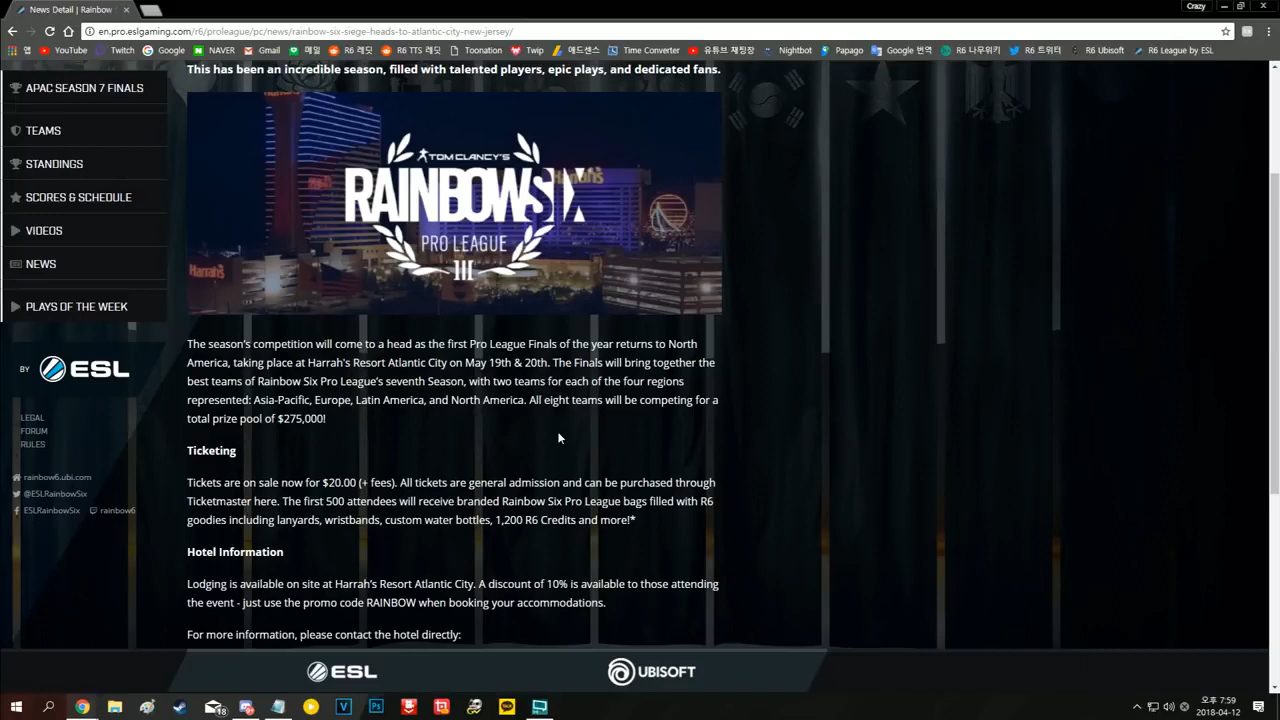 News Detail | Rainbow
Crazy
en.pro.eslgaming.com/r6/proleague/pc/news/rainbow-six-siege-heads-to-atlantic-city-new-jersey/
앱 YouTube Twitch Google NAVER Gmail R6 레딧 R6 TTS 레딧 Toonation Twip 애드센스 Time Converter 유튜브 재팅장 Nightbot Papago Google 번역 R6 나무위키 R6 트위터 R6 Ubisoft R6 League by ESL
This has been an incredible season, filled with talented players, epic plays, and dedicated fans.
APAC SEASON 7 FINALS
TEAMS
STANDINGS
SCORES & SCHEDULE
VIDEOS
NEWS
PLAYS OF THE WEEK
BY ESL
LEGAL
FORUM
RULES
rainbow6.ubi.com
@ESLRainbowSix
ESLRainbowSix rainbow6
TOM CLANCY'S
RAINBOW SIX
PRO LEAGUE
III
Harrah's
Harrah's
The season's competition will come to a head as the first Pro League Finals of the year returns to North
America, taking place at Harrah's Resort Atlantic City on May 19th & 20th. The Finals will bring together the
best teams of Rainbow Six Pro League's seventh Season, with two teams for each of the four regions
represented: Asia-Pacific, Europe, Latin America, and North America. All eight teams will be competing for a
total prize pool of $275,000!
Ticketing
Tickets are on sale now for $20.00 (+ fees). All tickets are general admission and can be purchased through
Ticketmaster here. The first 500 attendees will receive branded Rainbow Six Pro League bags filled with R6
goodies including lanyards, wristbands, custom water bottles, 1,200 R6 Credits and more!*
Hotel Information
Lodging is available on site at Harrah's Resort Atlantic City. A discount of 10% is available to those attending
the event - just use the promo code RAINBOW when booking your accommodations.
For more information, please contact the hotel directly:
ESL UBISOFT
18
오후 7:59
2018-04-12